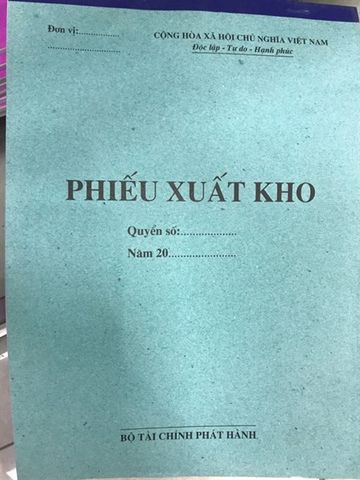 Đơn vị:................
.........................
CỘNG HÒA XÃ HỘI CHỦ NGHĨA VIỆT NAM
Độc lập - Tự do - Hạnh phúc
PHIẾU XUẤT KHO
Quyển số:...................
Năm 20.......................
BỘ TÀI CHÍNH PHÁT HÀNH